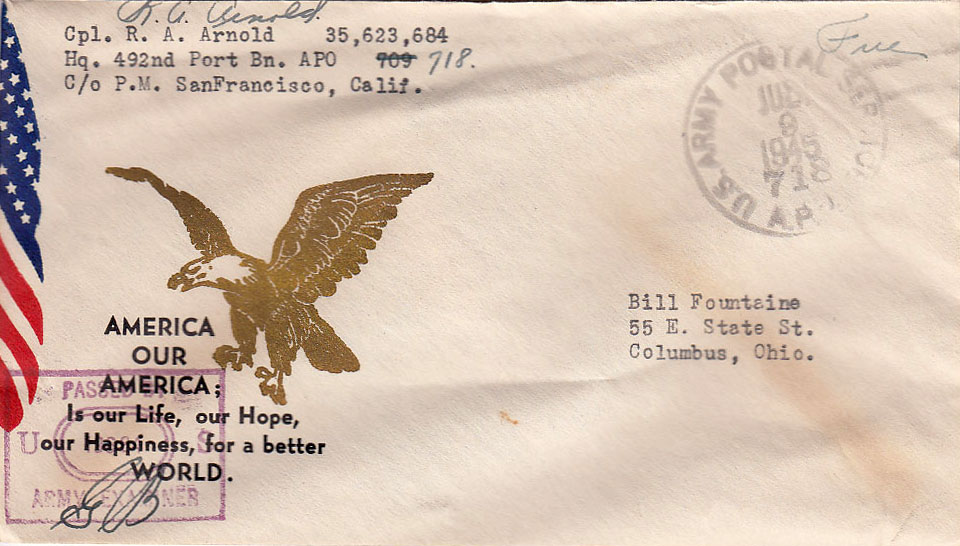 R. A. Arnold.
Cpl. R. A. Arnold 35,623,684
Hq. 492nd Port Bn. APO 709 718.
C/o P.M. SanFrancisco, Calif.
Free
U.S. ARMY POSTAL SER
JUL
9
1945
718
A.P.
Bill Fountaine
55 E. State St.
Columbus, Ohio.
AMERICA
OUR
AMERICA;
Is our Life, our Hope,
our Happiness, for a better
WORLD.
PASSED BY
U S
ARMY EXAMINER